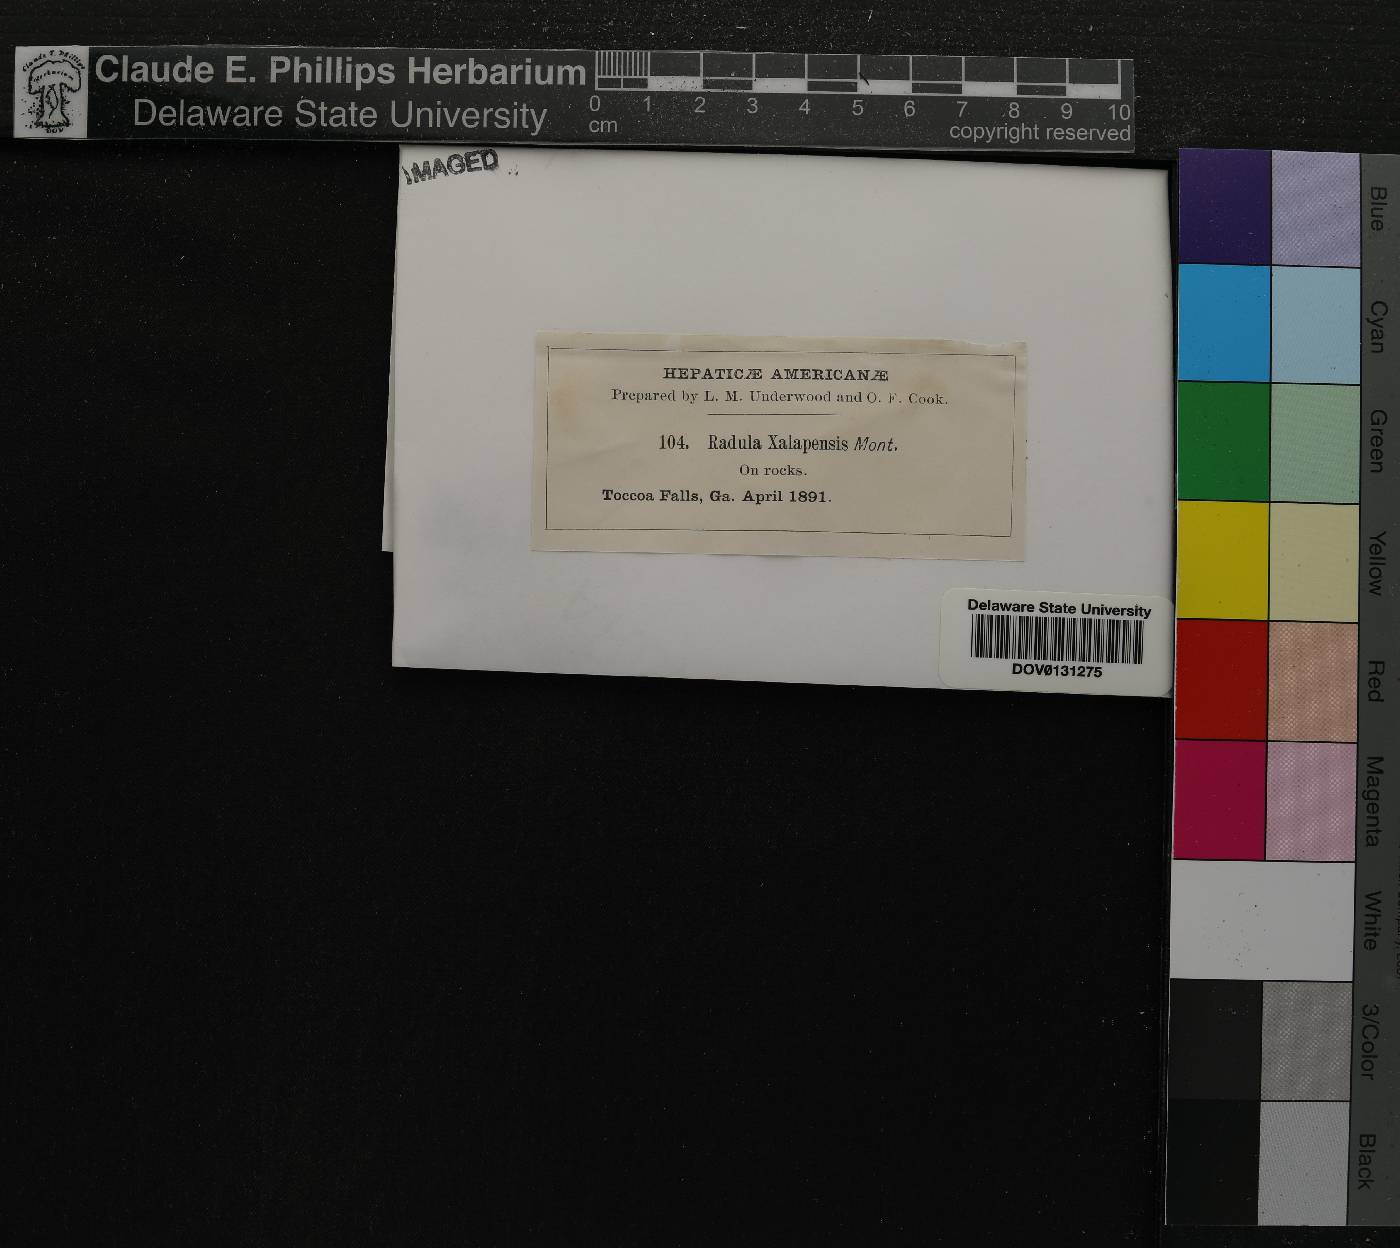 Claude E. Phillips Herbarium
Delaware State University
0 1 2 3 4 5 6 7 8 9 10
cm
copyright reserved
IMAGED
HEPATICÆ AMERICANÆ
Prepared by L. M. Underwood and O. F. Cook.
104. Radula Xalapensis Mont.
On rocks.
Toccoa Falls, Ga. April 1891.
Delaware State University
DOV0131275
Blue
Cyan
Green
Yellow
Red
Magenta
White
3/Color
Black